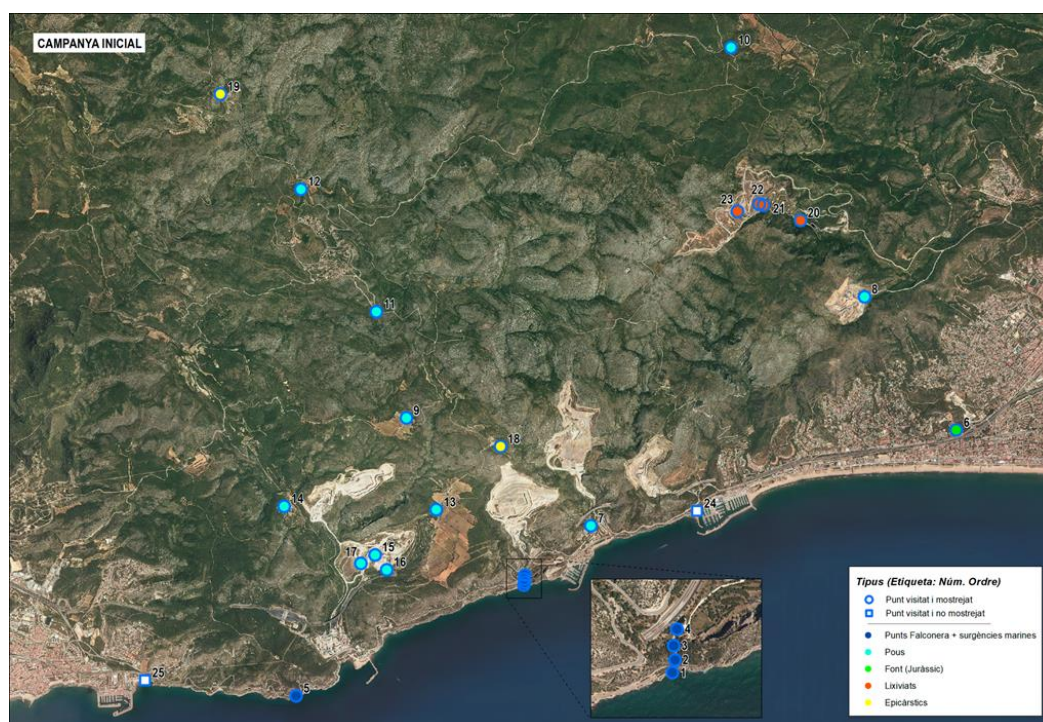 CAMPANYA INICIAL
10
19
12
22
23
21
20
11
8
9
6
18
14
13
24
7
15
17
16
4
3
2
1
25
5
Tipus (Etiqueta: Núm. Ordre)
Punt visitat i mostrejat
Punt visitat i no mostrejat
Punts Falconera + surgències marines
Pous
Font (Juràssic)
Lixiviats
Epicàrstics